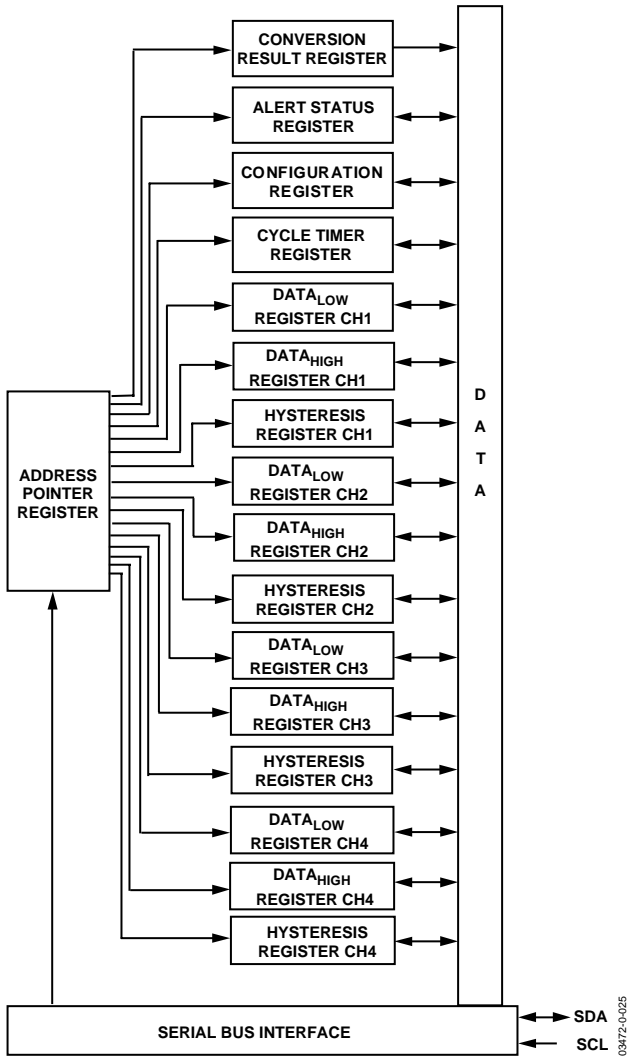 CONVERSION
RESULT REGISTER
ALERT STATUS
REGISTER
CONFIGURATION
REGISTER
CYCLE TIMER
REGISTER
DATALOW
REGISTER CH1
DATAHIGH
REGISTER CH1
HYSTERESIS
REGISTER CH1
DATALOW
REGISTER CH2
DATAHIGH
REGISTER CH2
HYSTERESIS
REGISTER CH2
DATALOW
REGISTER CH3
DATAHIGH
REGISTER CH3
HYSTERESIS
REGISTER CH3
DATALOW
REGISTER CH4
DATAHIGH
REGISTER CH4
HYSTERESIS
REGISTER CH4
ADDRESS
POINTER
REGISTER
D
A
T
A
SERIAL BUS INTERFACE
SDA
SCL
03472-0-025